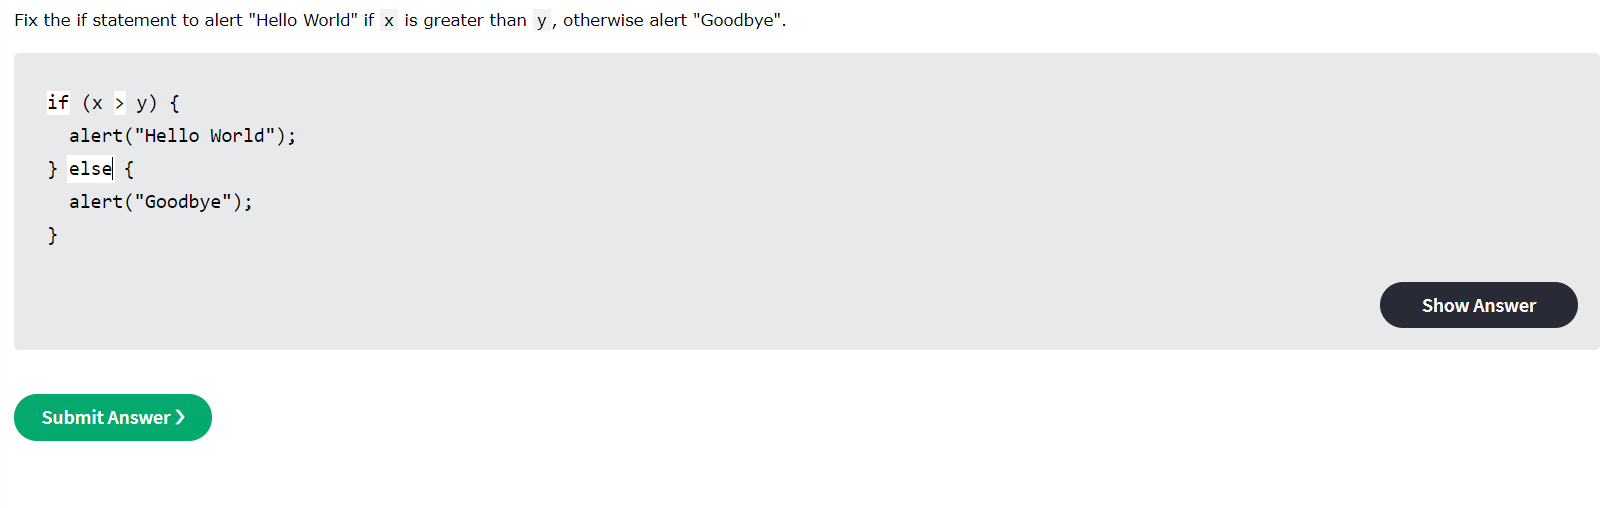 Fix the if statement to alert "Hello World" if x is greater than y, otherwise alert "Goodbye".
if (x > y) {
  alert("Hello World");
} else {
  alert("Goodbye");
}
Show Answer
Submit Answer ❯